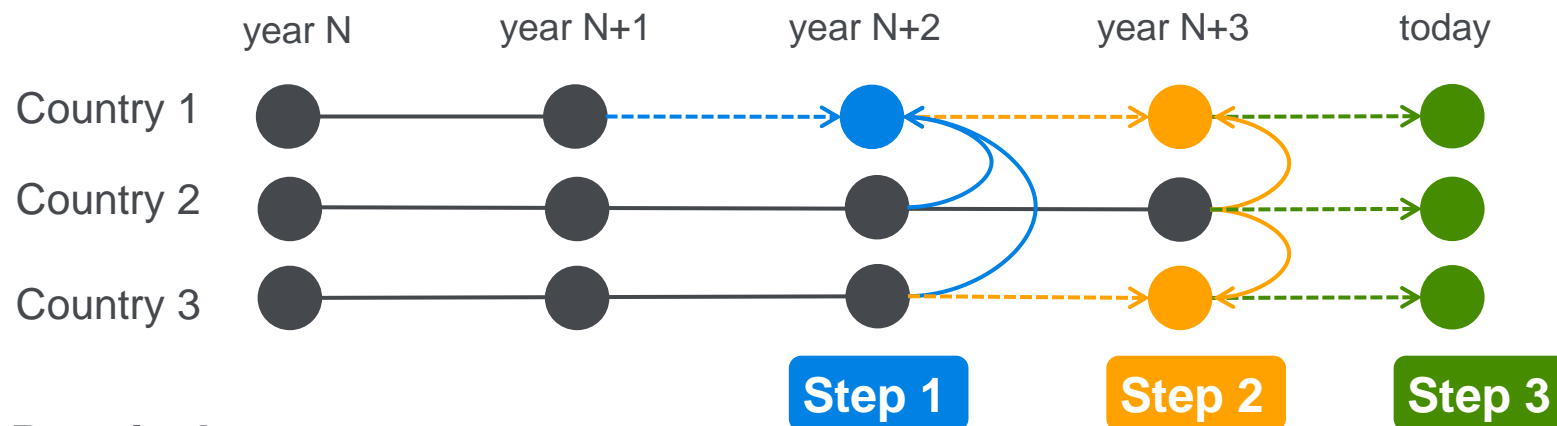 year N year N+1 year N+2 year N+3 today
Country 1
Country 2
Country 3
Step 1 Step 2 Step 3